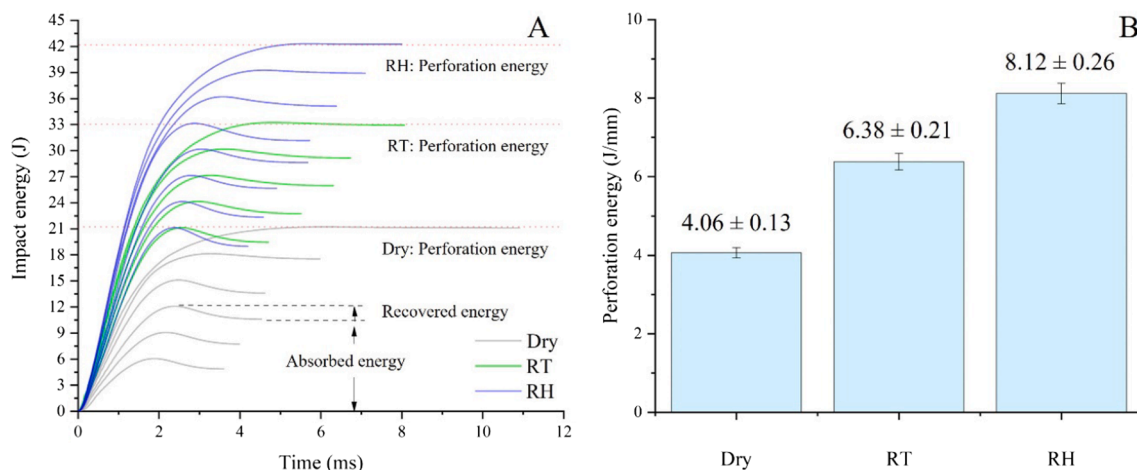 A
45
42
39
36
33
30
27
24
21
18
15
12
9
6
3
0
Impact energy (J)
RH: Perforation energy
RT: Perforation energy
Dry: Perforation energy
Recovered energy
Absorbed energy
Dry
RT
RH
0 2 4 6 8 10 12
Time (ms)
B
10
8
6
4
2
0
Perforation energy (J/mm)
4.06 ± 0.13
6.38 ± 0.21
8.12 ± 0.26
Dry RT RH